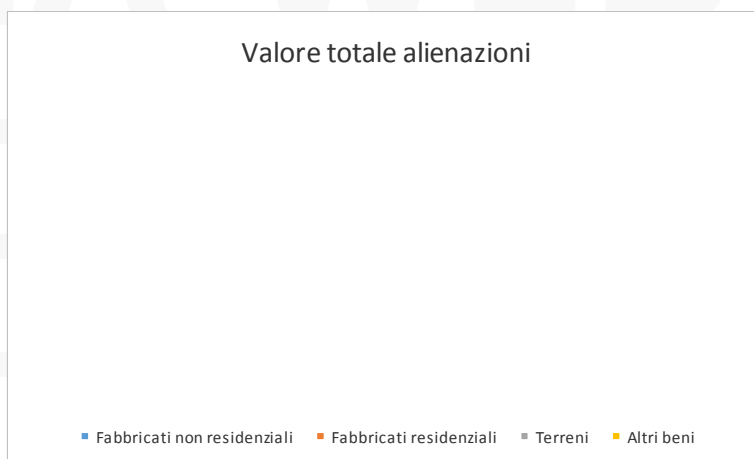 Valore totale alienazioni
Fabbricati non residenziali Fabbricati residenziali Terreni Altri beni